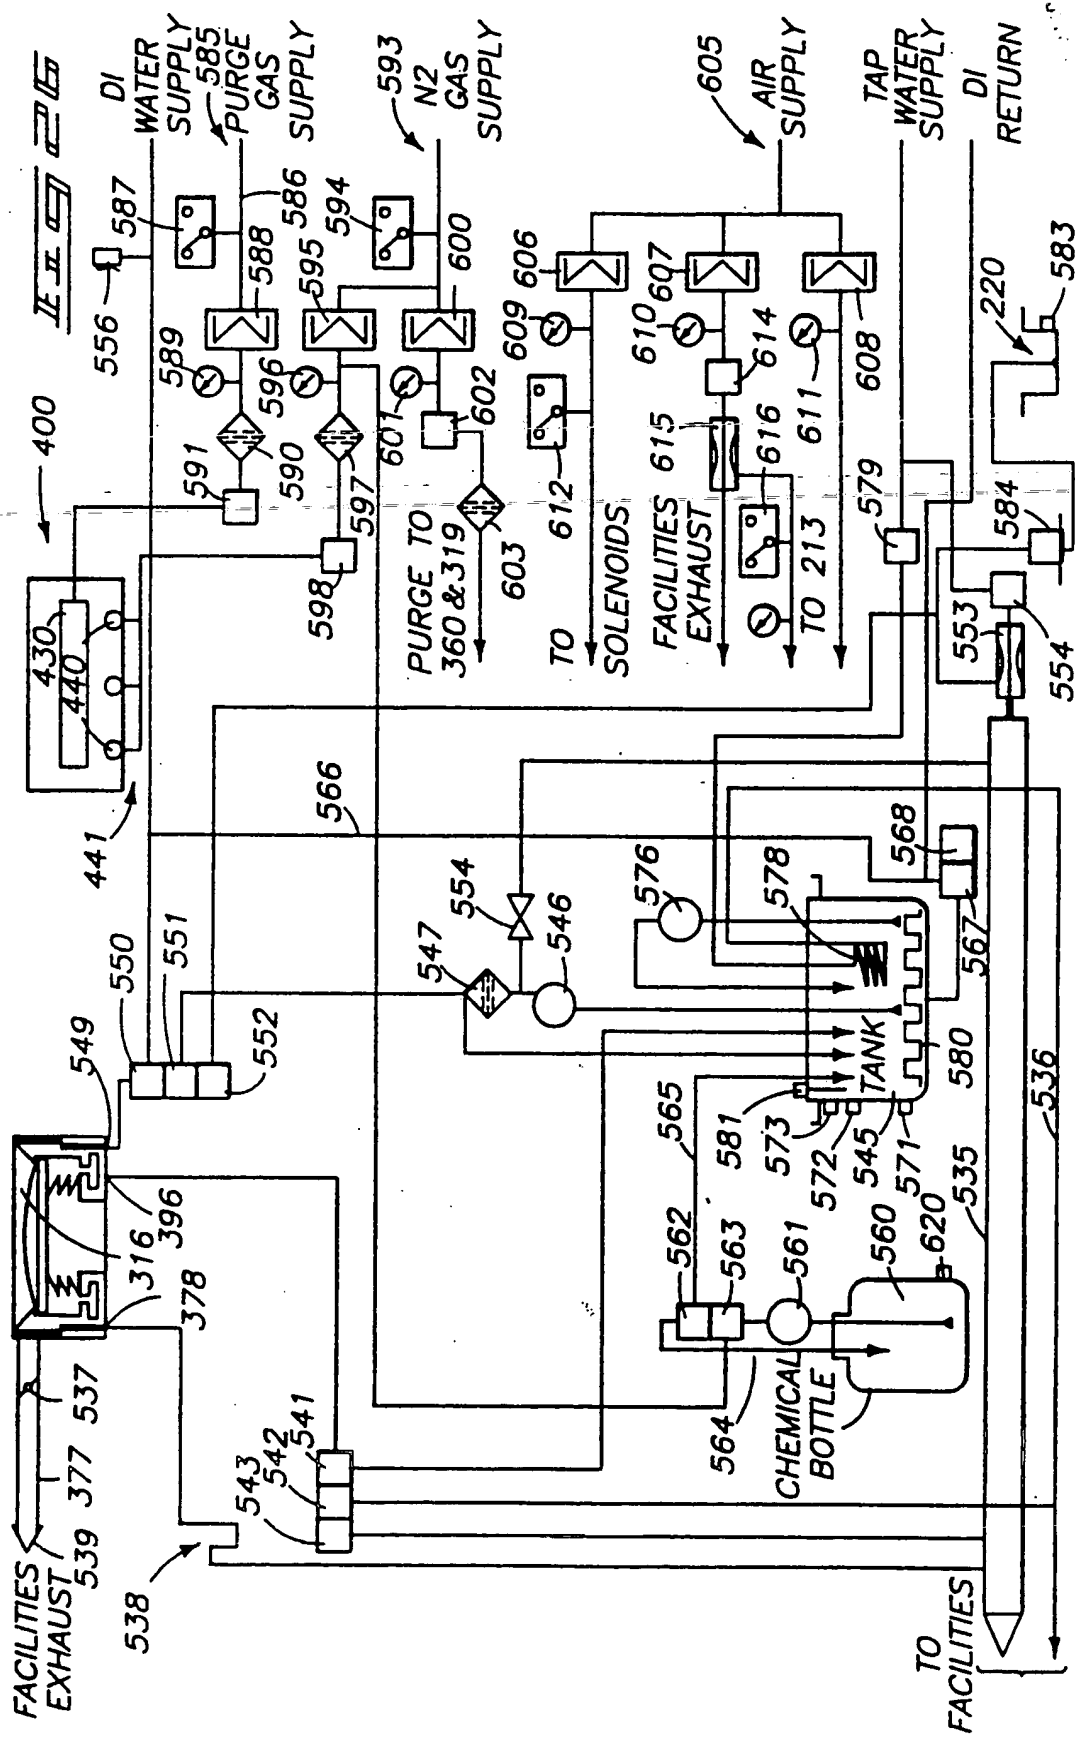 FIG 26
DI
WATER
SUPPLY
585
PURGE
GAS
SUPPLY
593
N2
GAS
SUPPLY
605
AIR
SUPPLY
TAP
WATER
SUPPLY
DI
RETURN
556
587
586
588
589
594
595
596
600
601
602
606
607
608
609
610
611
612
614
615
616
220
583
400
591
590
597
598
603
579
584
430
440
441
PURGE TO
360 & 319
TO
SOLENOIDS
FACILITIES
EXHAUST
TO 213
553
554
566
550
551
552
549
547
554
546
576
578
568
567
TANK
580
581
573
572
545
571
565
535
536
316
396
378
562
563
561
560
620
564
CHEMICAL
BOTTLE
537
377
539
FACILITIES
EXHAUST
538
543
542
541
TO
FACILITIES